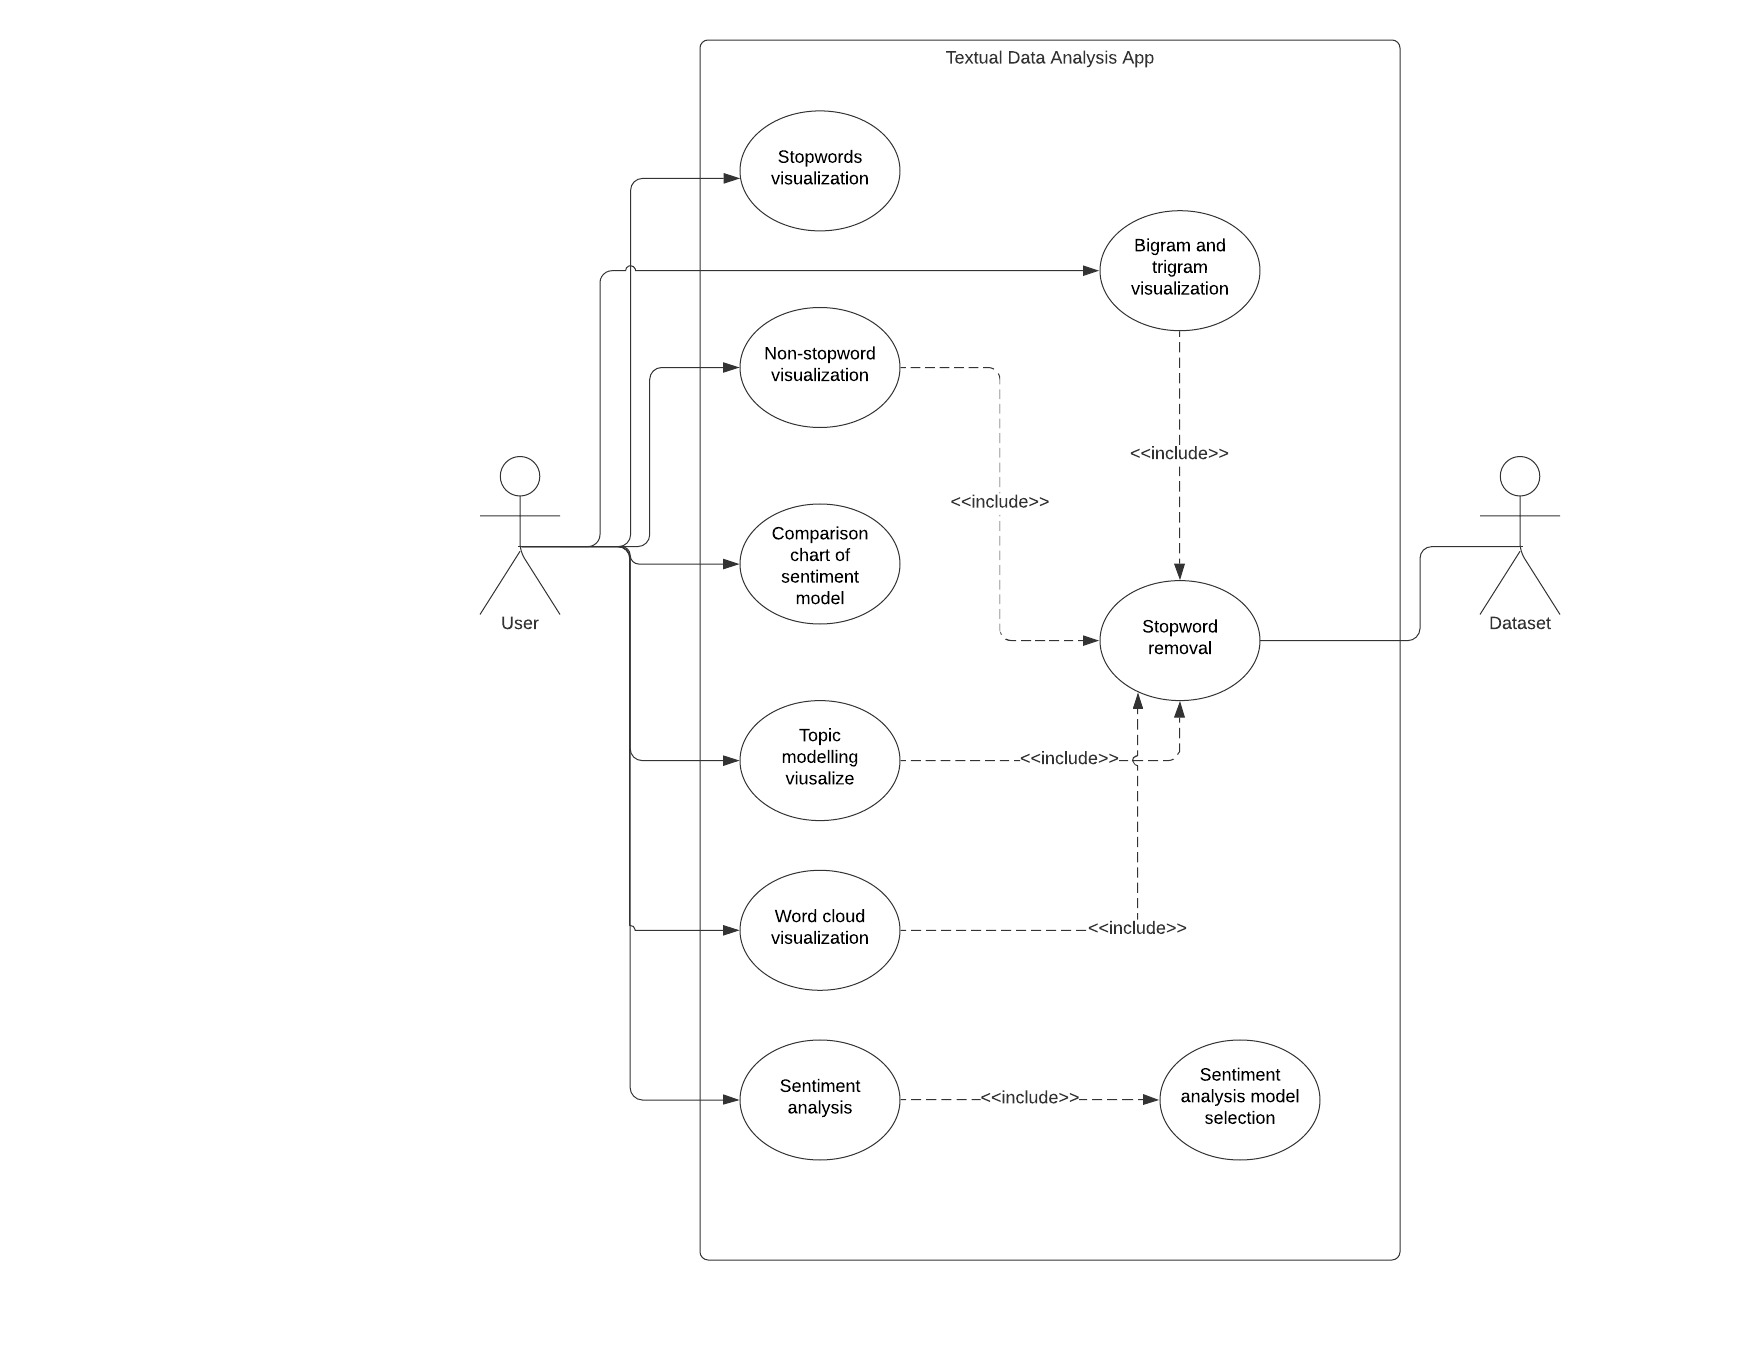 Textual Data Analysis App
Stopwords
visualization
Bigram and
trigram
visualization
Non-stopword
visualization
<<include>>
<<include>>
Comparison
chart of
sentiment
model
User
Dataset
Stopword
removal
Topic
modelling
viusalize
<<include>>
Word cloud
visualization
<<include>>
Sentiment
analysis
<<include>>
Sentiment
analysis model
selection